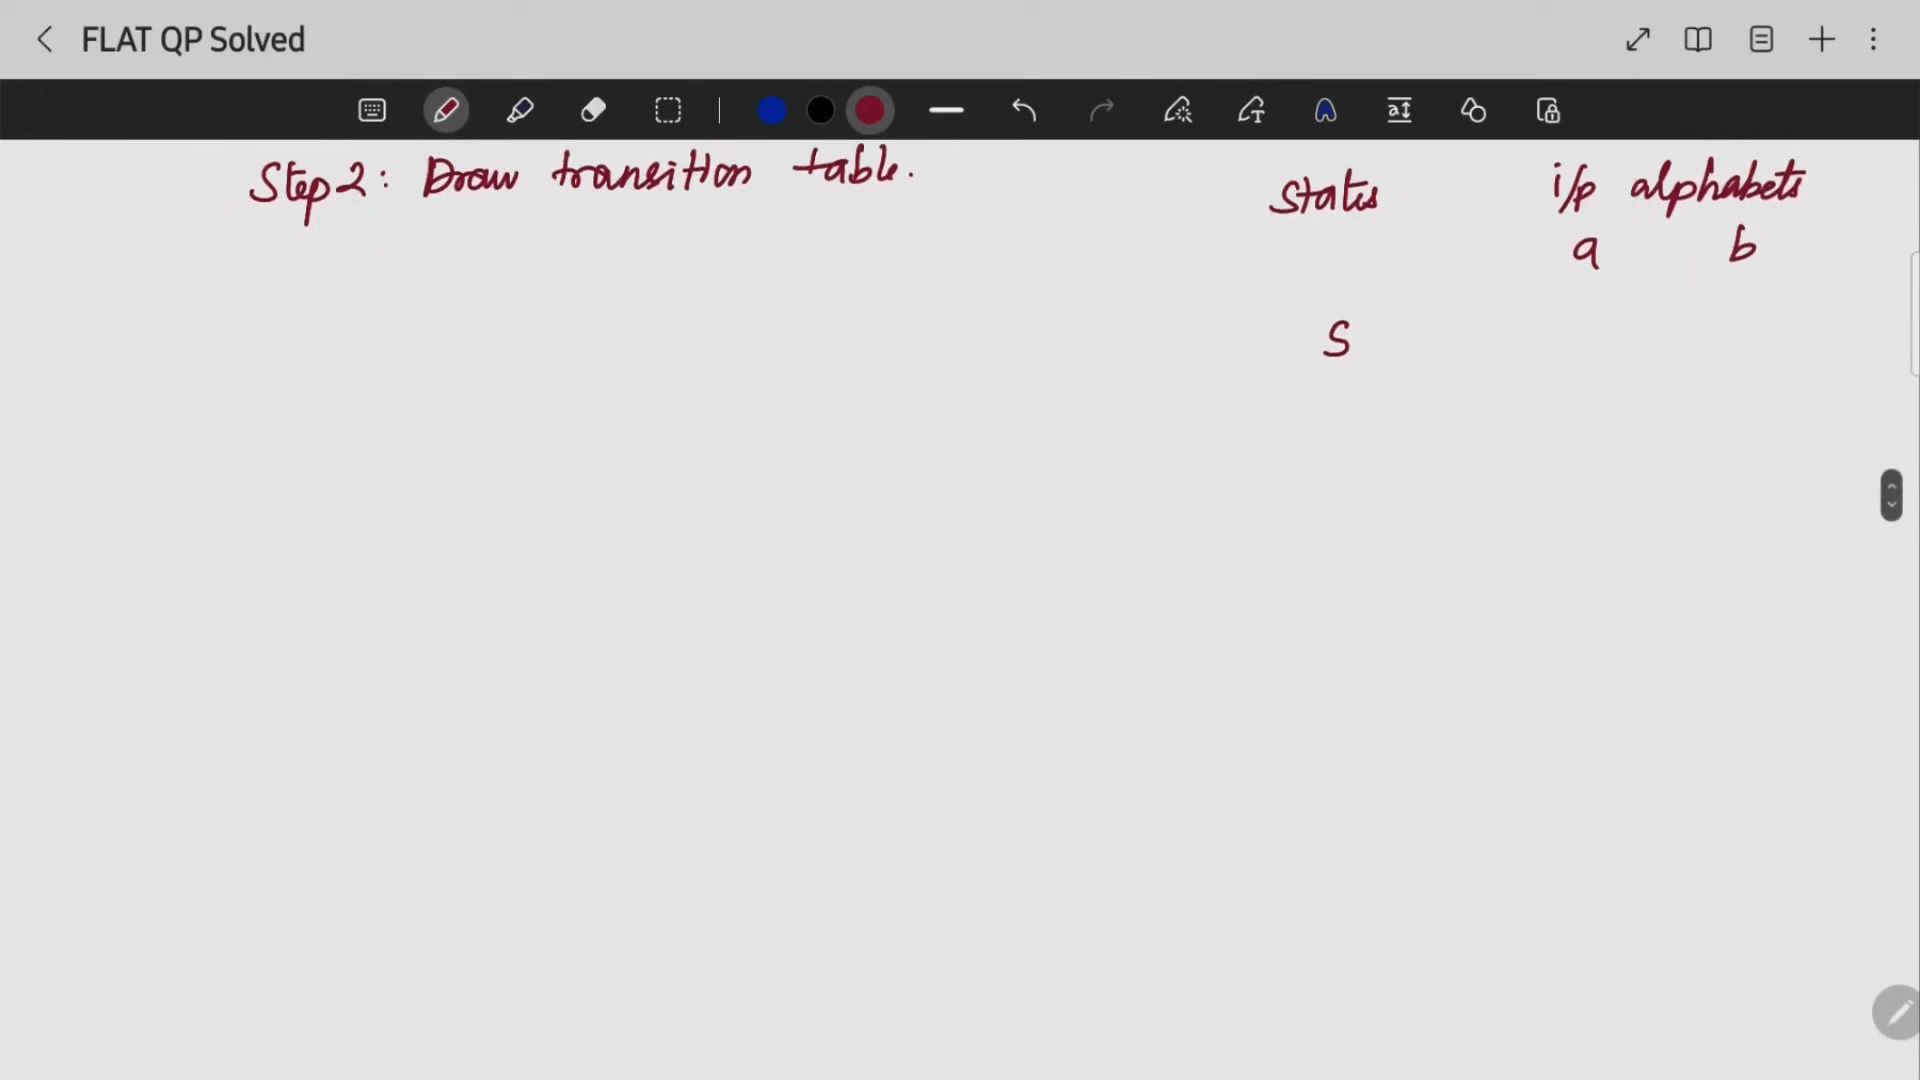 FLAT QP Solved
Step 2: Draw transition table.
States i/p alphabets
a b
S